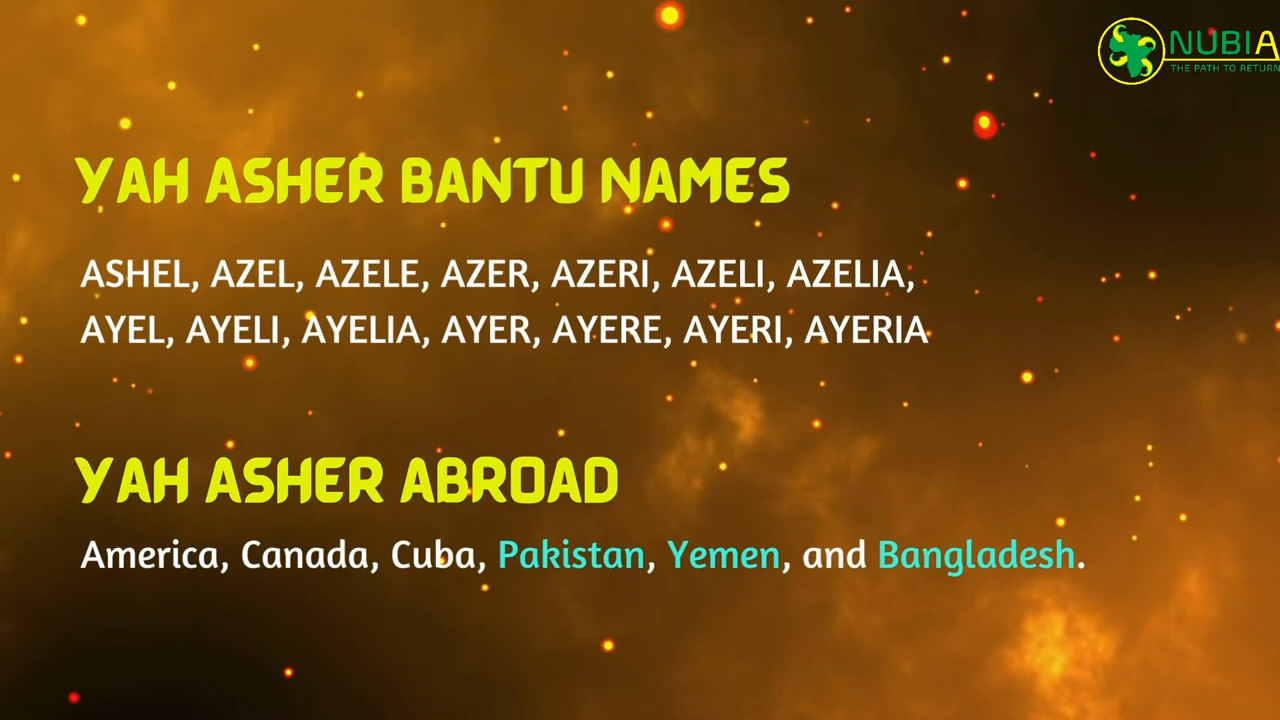 NUBIA
THE PATH TO RETURN
YAH ASHER BANTU NAMES
ASHEL, AZEL, AZELE, AZER, AZERI, AZELI, AZELIA,
AYEL, AYELI, AYELIA, AYER, AYERE, AYERI, AYERIA
YAH ASHER ABROAD
America, Canada, Cuba, Pakistan, Yemen, and Bangladesh.